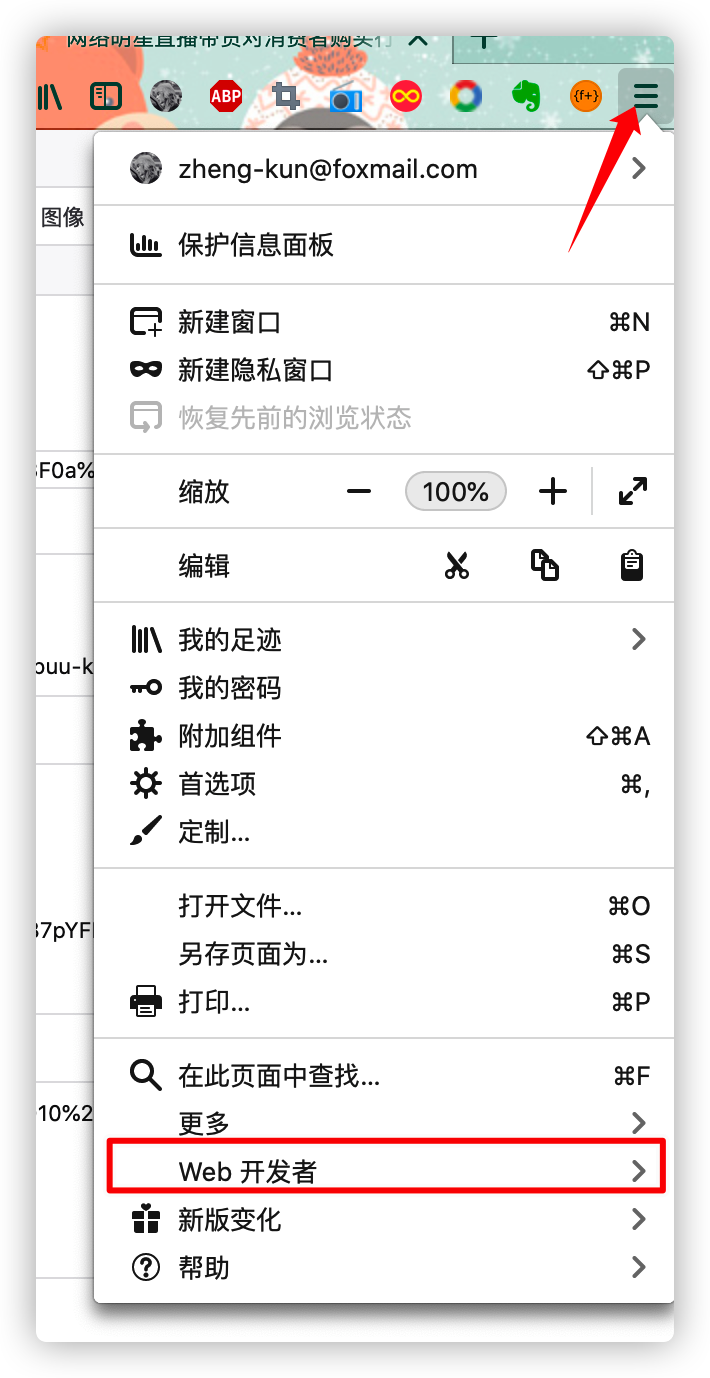 网络明星直播带货对消费者购买行
ABP
{f+}
zheng-kun@foxmail.com
图像
保护信息面板
新建窗口 ⌘N
新建隐私窗口 ⇧⌘P
恢复先前的浏览状态
3F0a%
缩放 100%
编辑
我的足迹
ouu-k
我的密码
附加组件 ⇧⌘A
首选项 ⌘,
定制...
打开文件... ⌘O
37pYFI
另存页面为... ⌘S
打印... ⌘P
在此页面中查找... ⌘F
10%2
更多
Web 开发者
新版变化
帮助